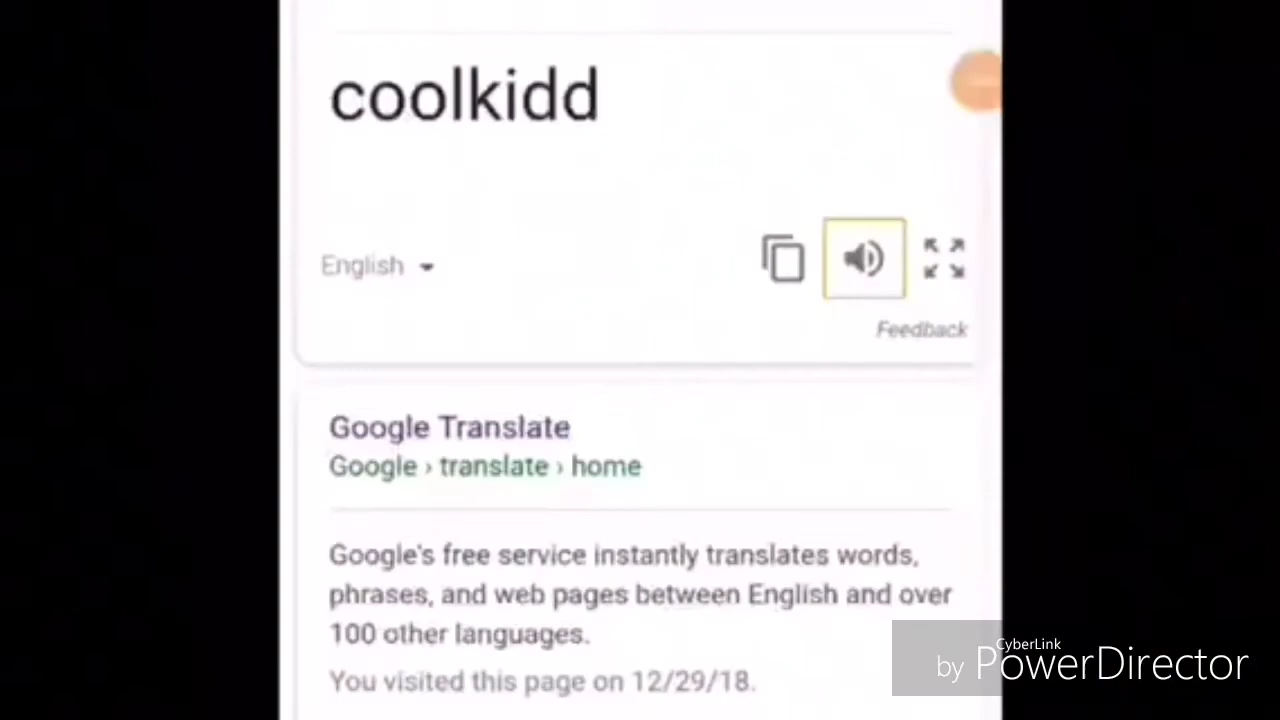 coolkidd
English
Feedback
Google Translate
Google › translate › home
Google's free service instantly translates words,
phrases, and web pages between English and over
100 other languages.
You visited this page on 12/29/18.
CyberLink
by PowerDirector